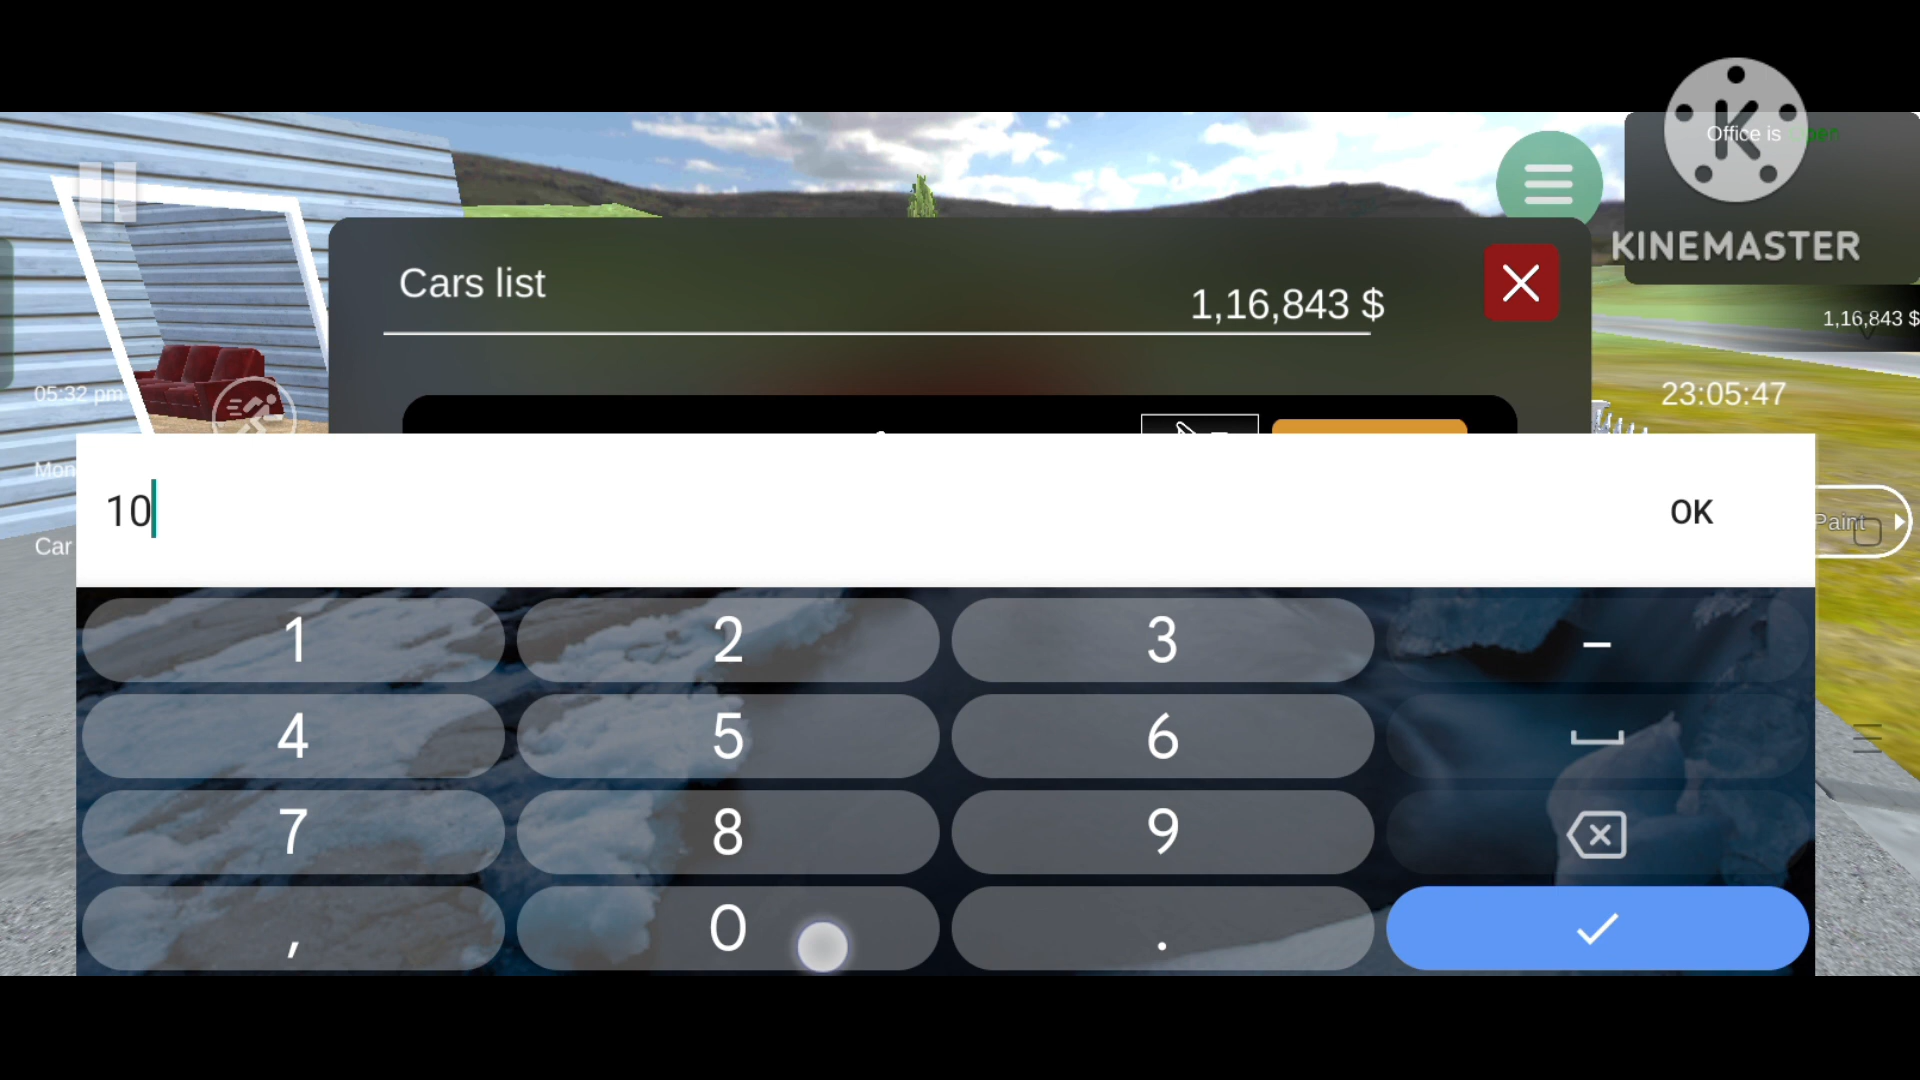 Office is
KINEMASTER
Cars list
1,16,843 $
1,16,843 $
05:32 pm
23:05:47
Mon
10
OK
Paint
Car
1 2 3 –
4 5 6
7 8 9
, 0 .